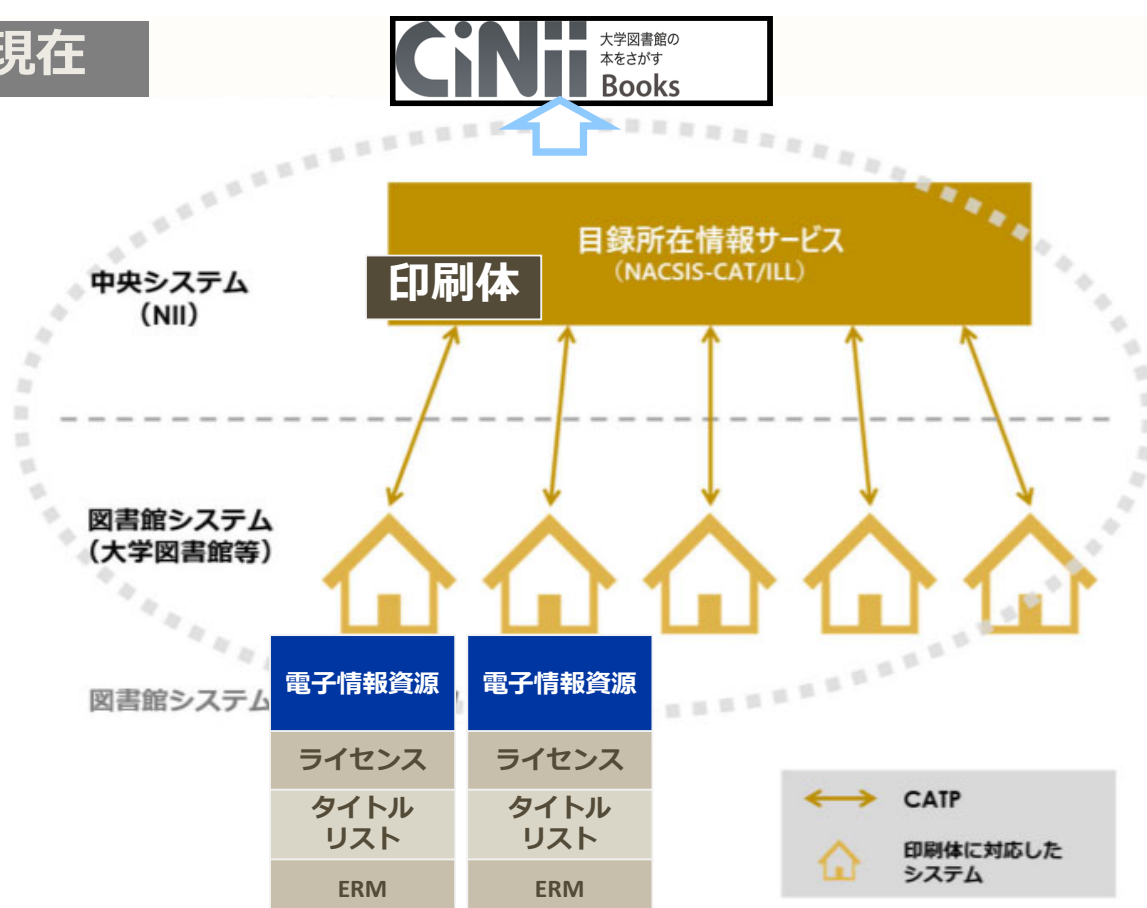 現在
CiNii
大学図書館の
本をさがす
Books
目録所在情報サービス
（NACSIS-CAT/ILL）
印刷体
中央システム
（NII）
図書館システム
（大学図書館等）
図書館システム
電子情報資源
電子情報資源
ライセンス
ライセンス
タイトル
リスト
タイトル
リスト
ERM
ERM
CATP
印刷体に対応した
システム